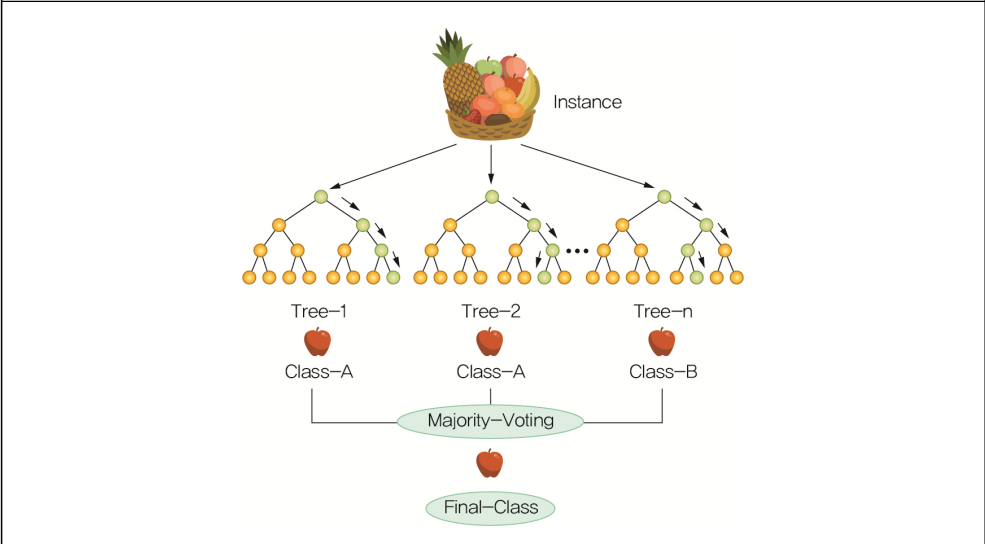 Instance
Tree-1
Tree-2
Tree-n
Class-A
Class-A
Class-B
Majority-Voting
Final-Class